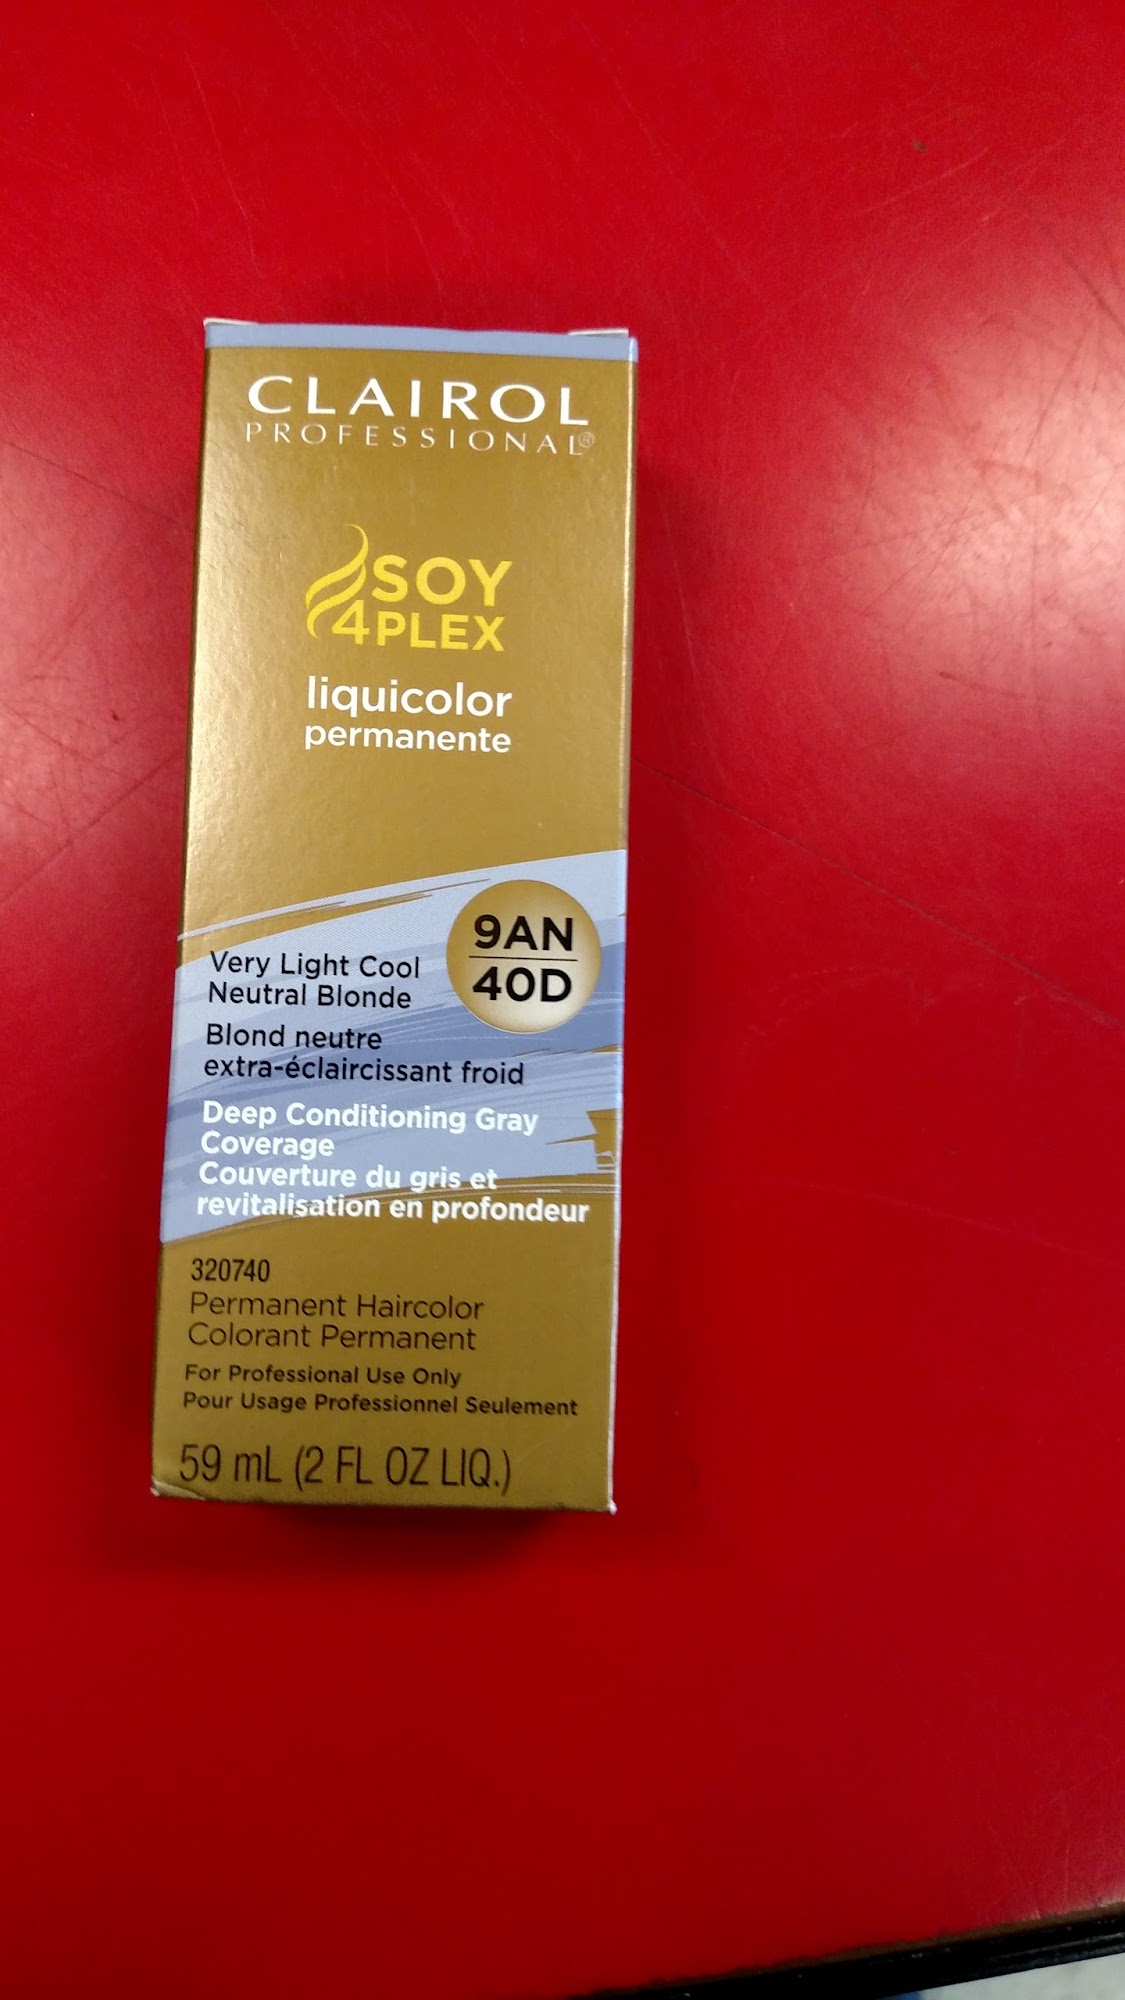 CLAIROL
PROFESSIONAL®
SOY
4PLEX
liquicolor
permanente
9AN
40D
Very Light Cool
Neutral Blonde
Blond neutre
extra-éclaircissant froid
Deep Conditioning Gray
Coverage
Couverture du gris et
revitalisation en profondeur
320740
Permanent Haircolor
Colorant Permanent
For Professional Use Only
Pour Usage Professionnel Seulement
59 mL (2 FL OZ LIQ.)